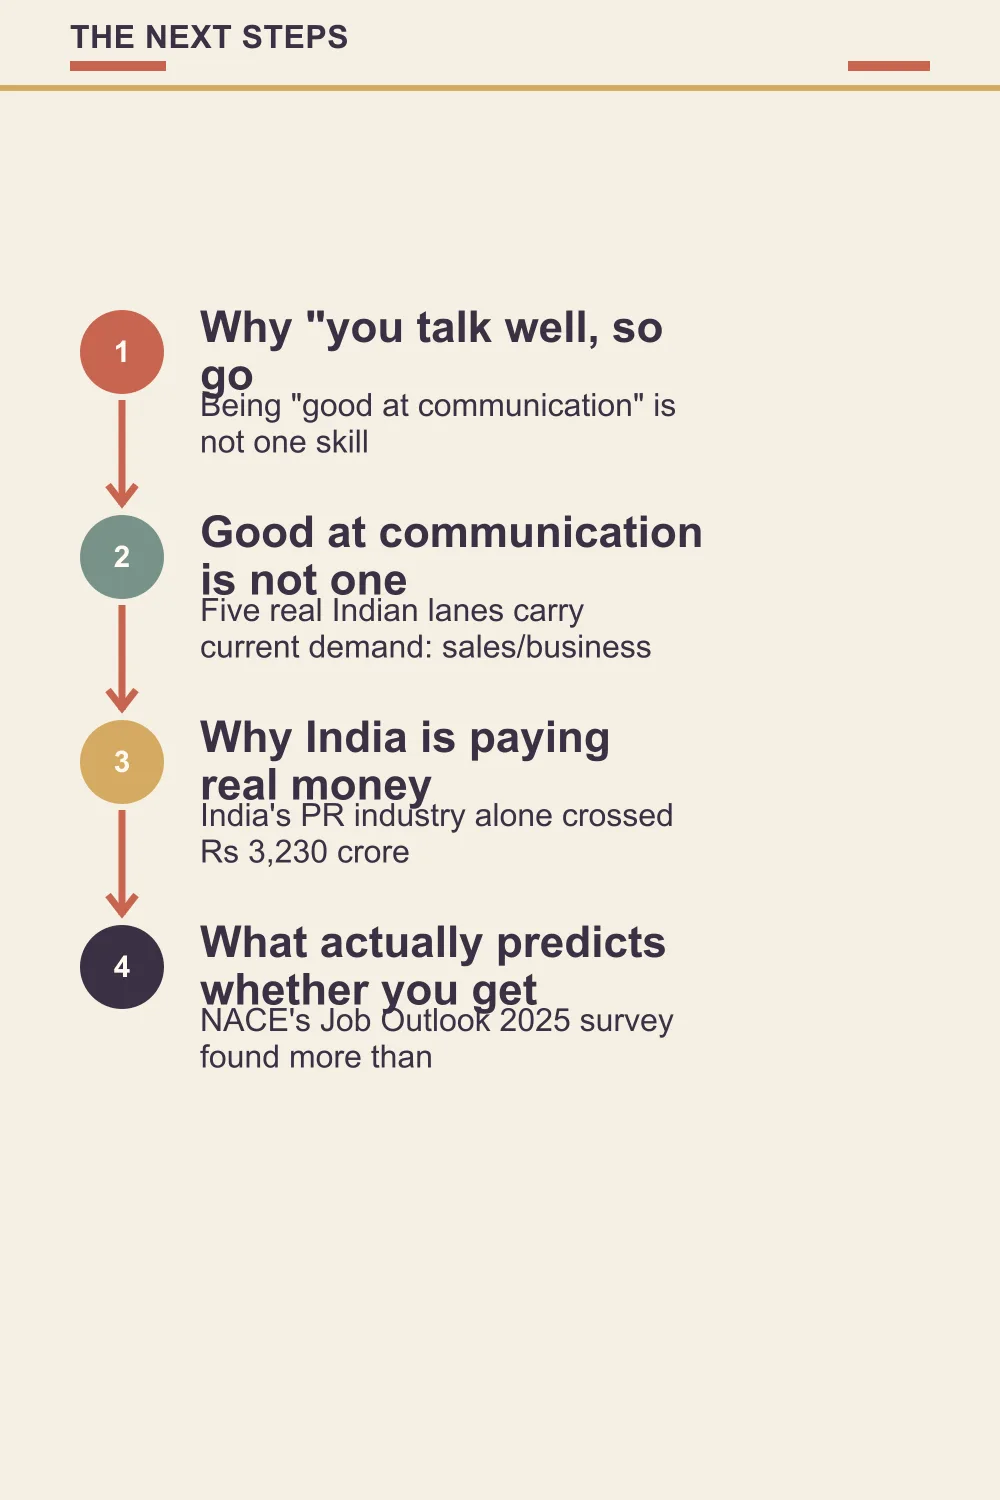 THE NEXT STEPS
1
Why "you talk well, so
go
Being "good at communication" is
not one skill
2
Good at communication
is not one
Five real Indian lanes carry
current demand: sales/business
3
Why India is paying
real money
India's PR industry alone crossed
Rs 3,230 crore
4
What actually predicts
whether you get
NACE's Job Outlook 2025 survey
found more than